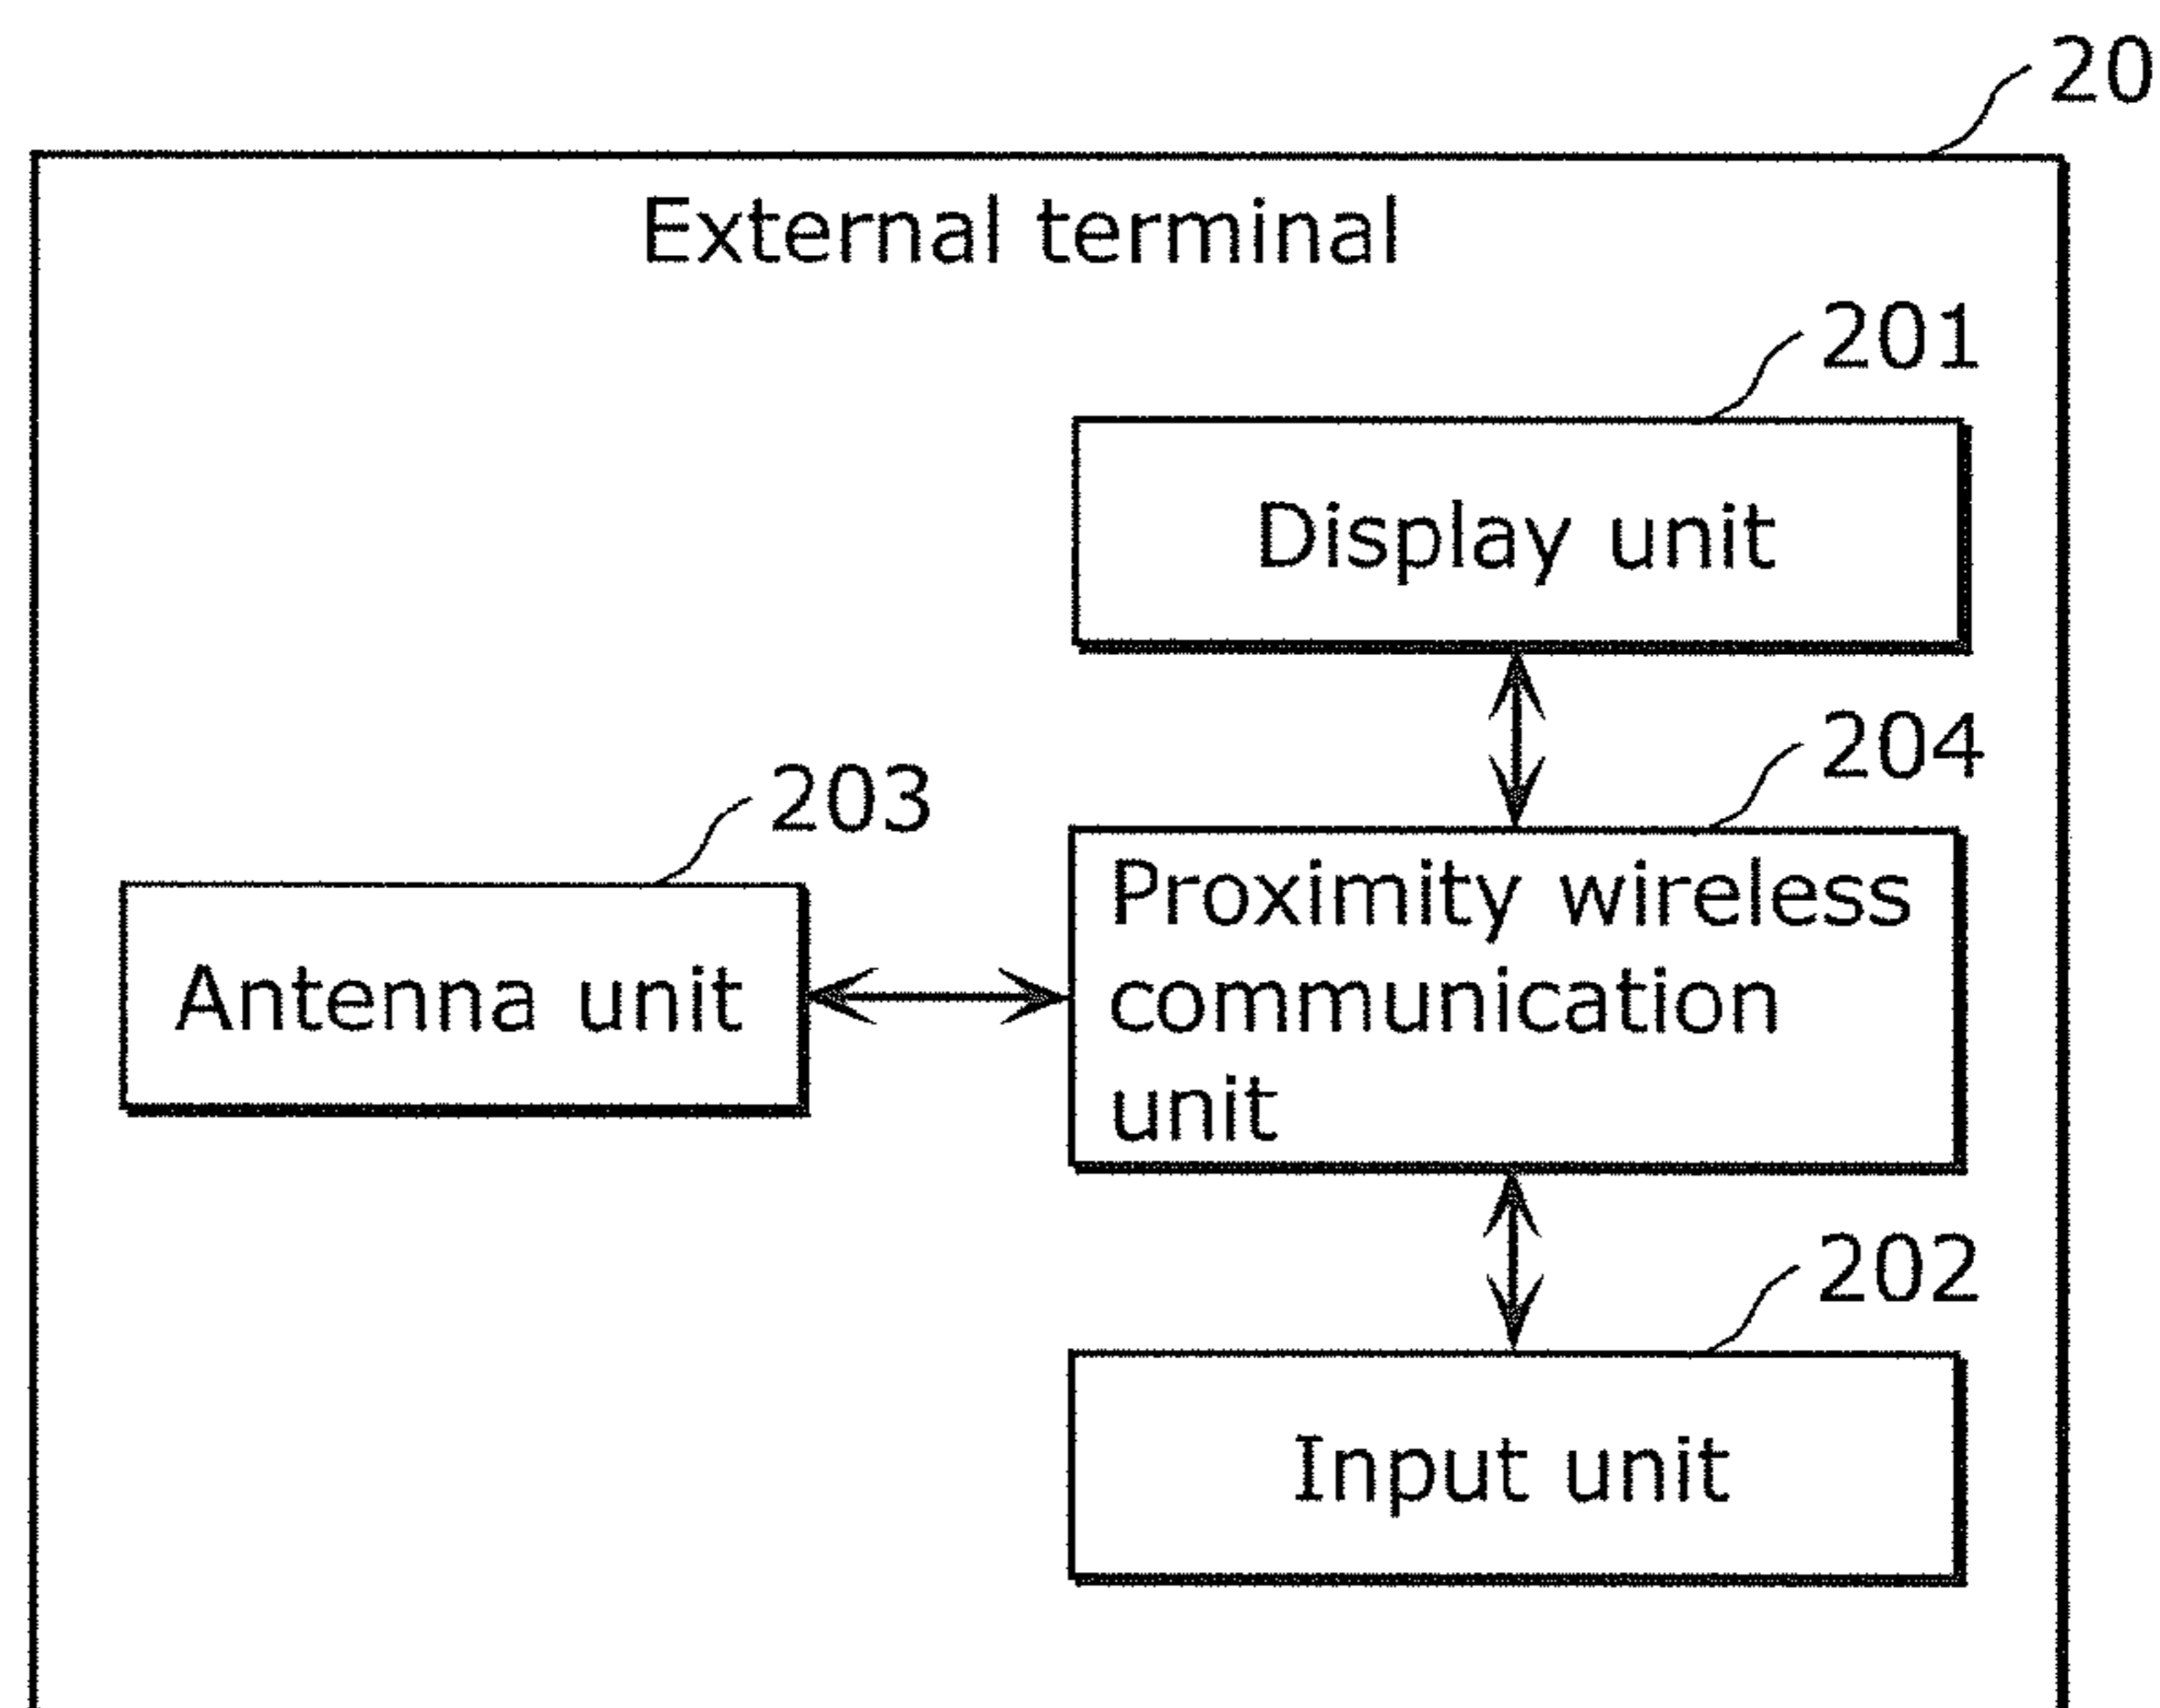 20
External terminal
201
Display unit
204
203
Proximity wireless
communication
unit
Antenna unit
202
Input unit